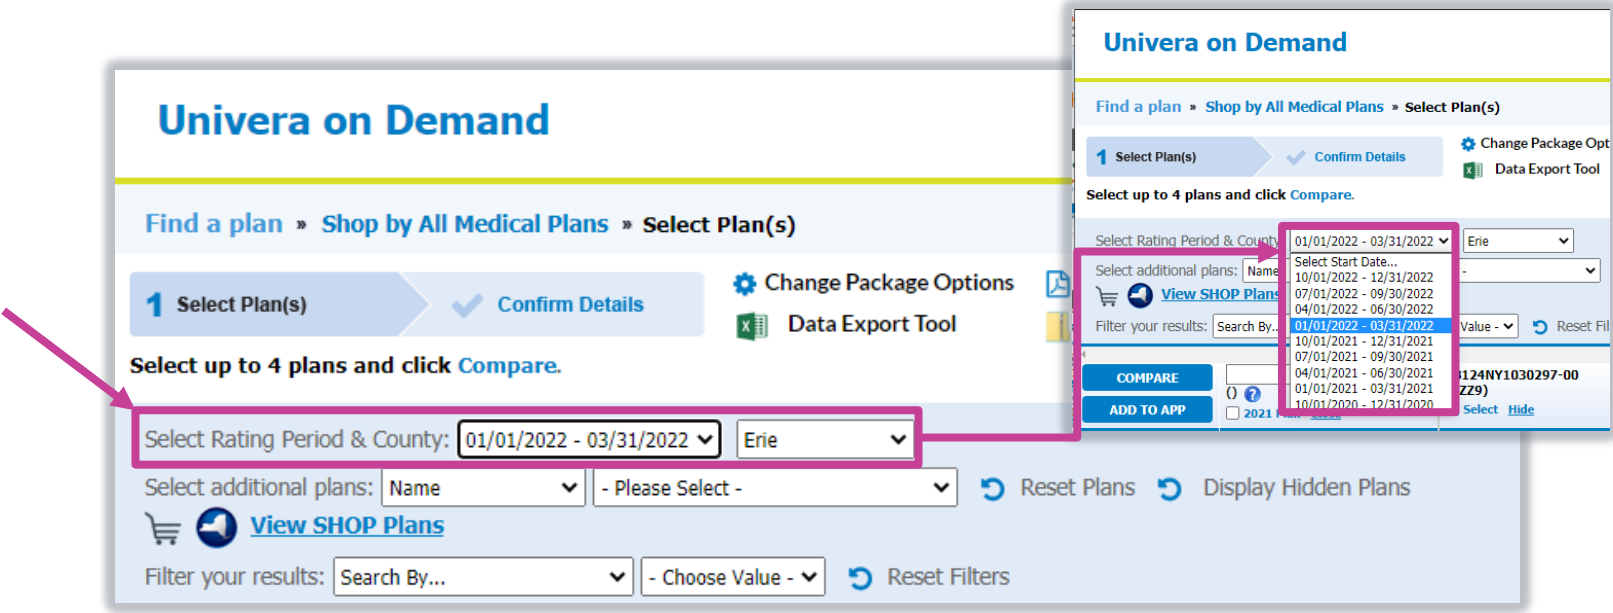 Univera on Demand
Find a plan » Shop by All Medical Plans » Select Plan(s)
1 Select Plan(s) Confirm Details
Change Package Options
Data Export Tool
Select up to 4 plans and click Compare.
Select Rating Period & County: 01/01/2022 - 03/31/2022 Erie
Select additional plans: Name - Please Select - Reset Plans Display Hidden Plans
View SHOP Plans
Filter your results: Search By... - Choose Value - Reset Filters
Univera on Demand
Find a plan » Shop by All Medical Plans » Select Plan(s)
1 Select Plan(s) Confirm Details
Change Package Opt
Data Export Tool
Select up to 4 plans and click Compare.
Select Rating Period & County 01/01/2022 - 03/31/2022 Erie
Select Start Date...
Select additional plans: Name -
10/01/2022 - 12/31/2022
View SHOP Plans 07/01/2022 - 09/30/2022
04/01/2022 - 06/30/2022
Filter your results: Search By.. 01/01/2022 - 03/31/2022 Value - Reset Fil
10/01/2021 - 12/31/2021
07/01/2021 - 09/30/2021
COMPARE 04/01/2021 - 06/30/2021 3124NY1030297-00
() 01/01/2021 - 03/31/2021 ZZ9)
ADD TO APP 2021 10/01/2020 - 12/31/2020 Select Hide